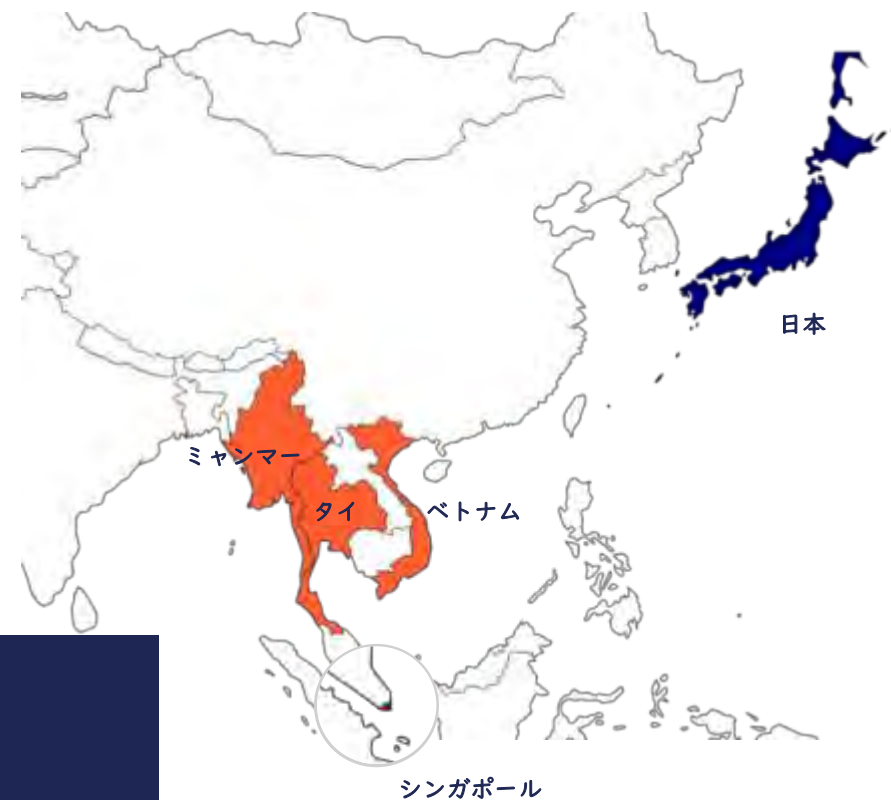 日本
ミャンマー
タイ
ベトナム
シンガポール